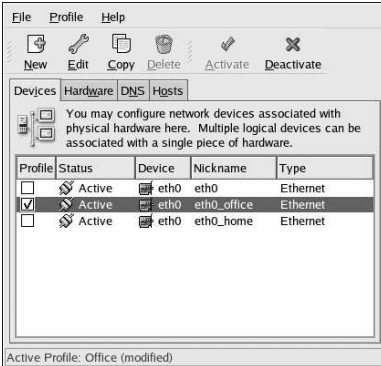 File Profile Help
New Edit Copy Delete Activate Deactivate
Devices Hardware DNS Hosts
You may configure network devices associated with
physical hardware here. Multiple logical devices can be
associated with a single piece of hardware.
Profile Status Device Nickname Type
Active eth0 eth0 Ethernet
Active eth0 eth0_office Ethernet
Active eth0 eth0_home Ethernet
Active Profile: Office (modified)